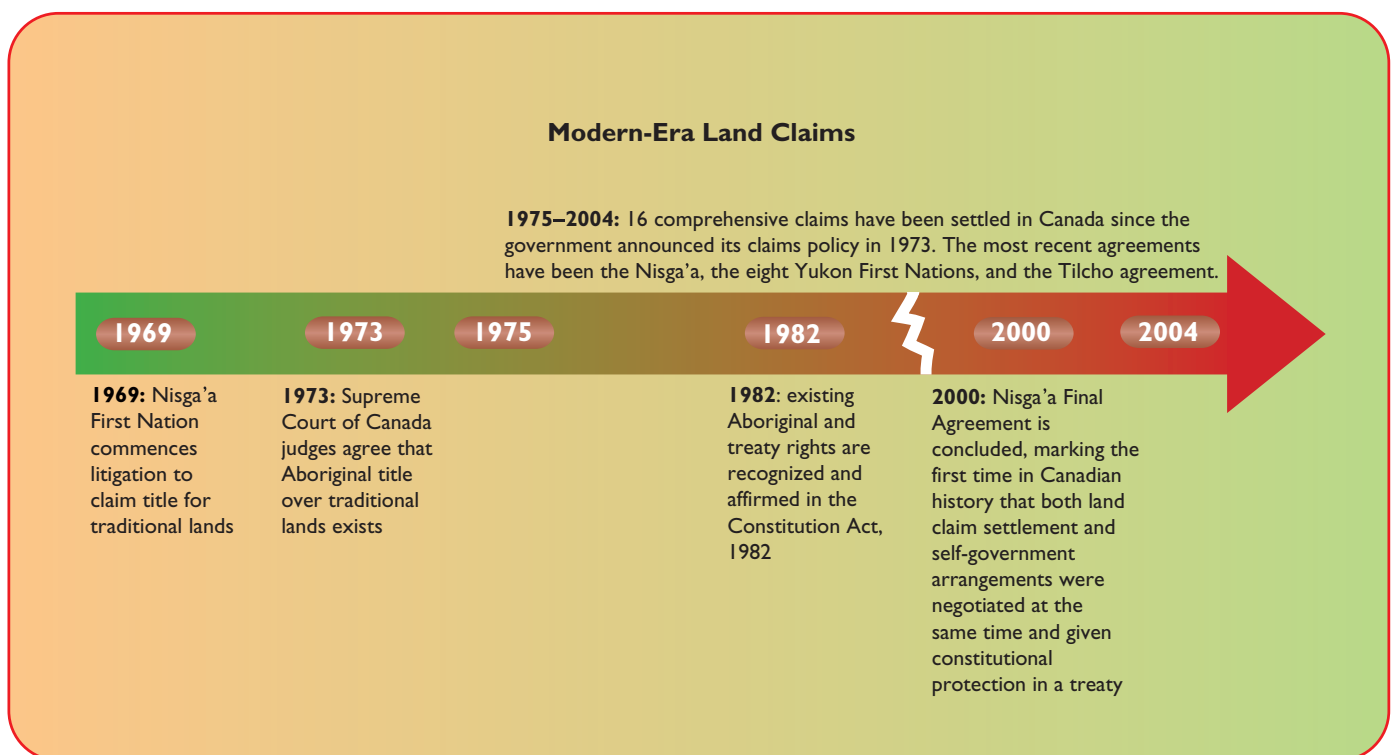 Modern-Era Land Claims
1975–2004: 16 comprehensive claims have been settled in Canada since the
government announced its claims policy in 1973. The most recent agreements
have been the Nisga’a, the eight Yukon First Nations, and the Tilcho agreement.
1969
1973
1975
1982
2000
2004
1969: Nisga’a
First Nation
commences
litigation to
claim title for
traditional lands
1973: Supreme
Court of Canada
judges agree that
Aboriginal title
over traditional
lands exists
1982: existing
Aboriginal and
treaty rights are
recognized and
affirmed in the
Constitution Act,
1982
2000: Nisga’a Final
Agreement is
concluded, marking the
first time in Canadian
history that both land
claim settlement and
self-government
arrangements were
negotiated at the
same time and given
constitutional
protection in a treaty